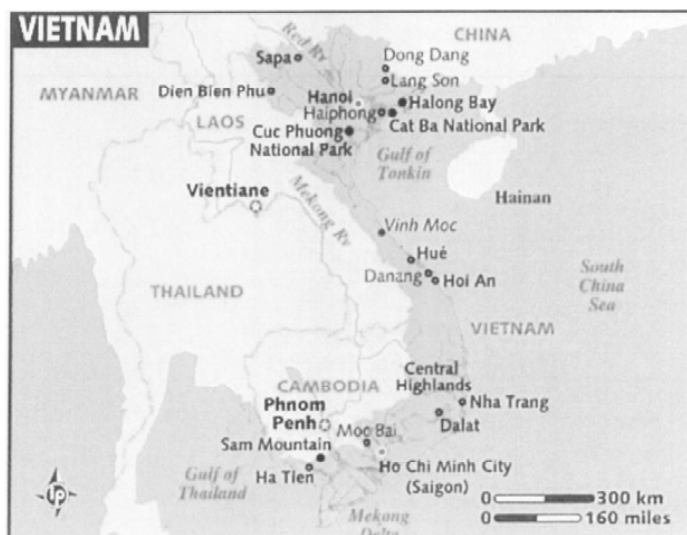 VIETNAM
CHINA
Red Rv
Sapa
Dong Dang
Lang Son
MYANMAR
Dien Bien Phu
Hanoi
Halong Bay
Haiphong
LAOS
Cat Ba National Park
Cuc Phuong
National Park
Gulf of
Tonkin
Hainan
Vientiane
Mekong Rv
Vinh Moc
Hué
Danang
Hoi An
South
China
Sea
THAILAND
VIETNAM
Central
Highlands
CAMBODIA
Nha Trang
Phnom
Penh
Dalat
Moc Bai
Sam Mountain
Ha Tien
Ho Chi Minh City
(Saigon)
Gulf of
Thailand
lp
0 300 km
0 160 miles
Mekong
Delta